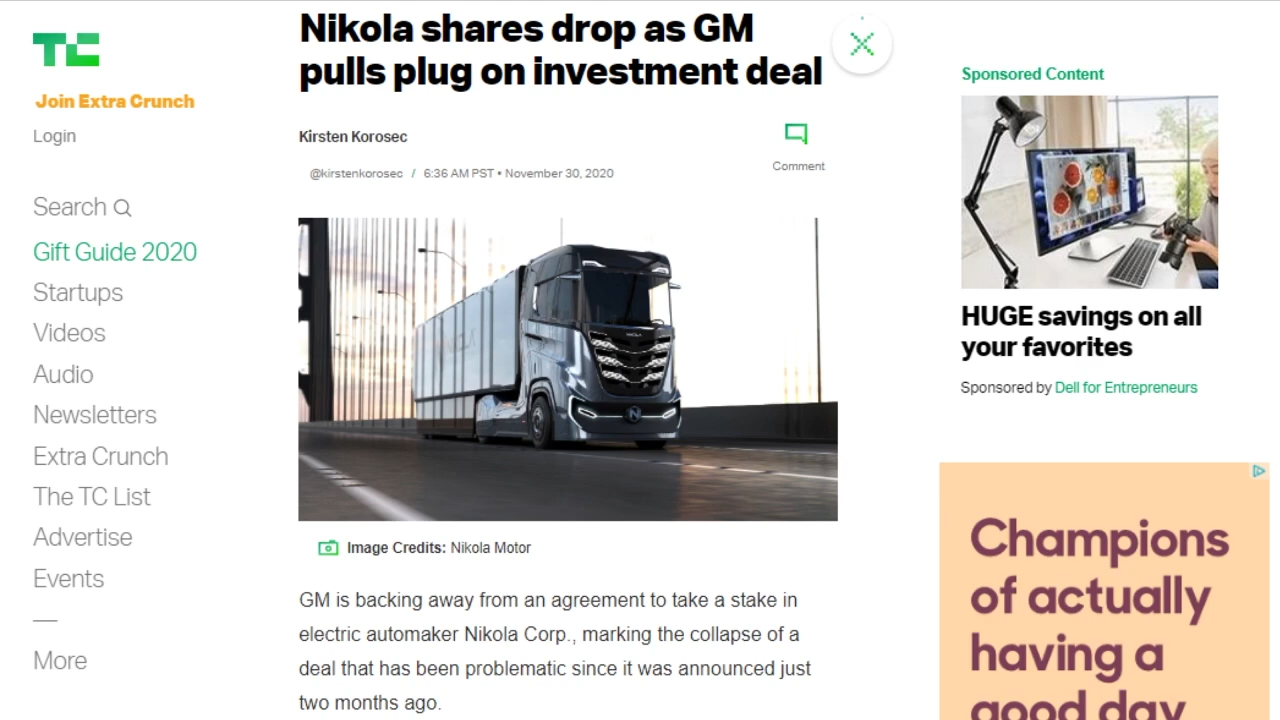 TC
Join Extra Crunch
Login
Search
Gift Guide 2020
Startups
Videos
Audio
Newsletters
Extra Crunch
The TC List
Advertise
Events
—
More
Nikola shares drop as GM
pulls plug on investment deal
Kirsten Korosec
@kirstenkorosec / 6:36 AM PST • November 30, 2020
Comment
Image Credits: Nikola Motor
GM is backing away from an agreement to take a stake in
electric automaker Nikola Corp., marking the collapse of a
deal that has been problematic since it was announced just
two months ago.
Sponsored Content
HUGE savings on all
your favorites
Sponsored by Dell for Entrepreneurs
Champions
of actually
having a
good day